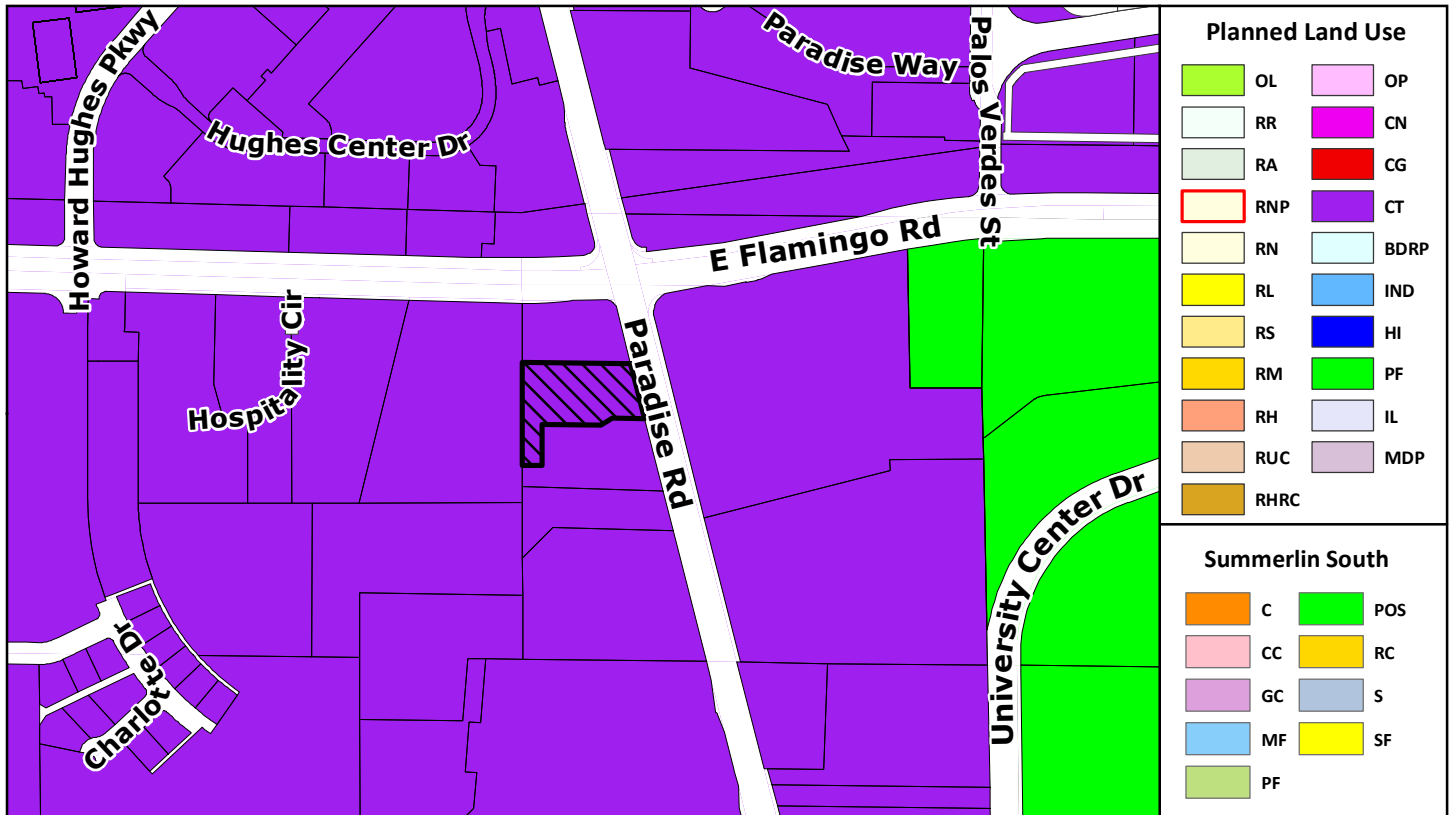 Howard Hughes Pkwy
Hughes Center Dr
Paradise Way
Palos Verdes St
E Flamingo Rd
Hospitality Cir
Paradise Rd
University Center Dr
Charlotte Dr
Planned Land Use
OL
OP
RR
CN
RA
CG
RNP
CT
RN
BDRP
RL
IND
RS
HI
RM
PF
RH
IL
RUC
MDP
RHRC
Summerlin South
C
POS
CC
RC
GC
S
MF
SF
PF